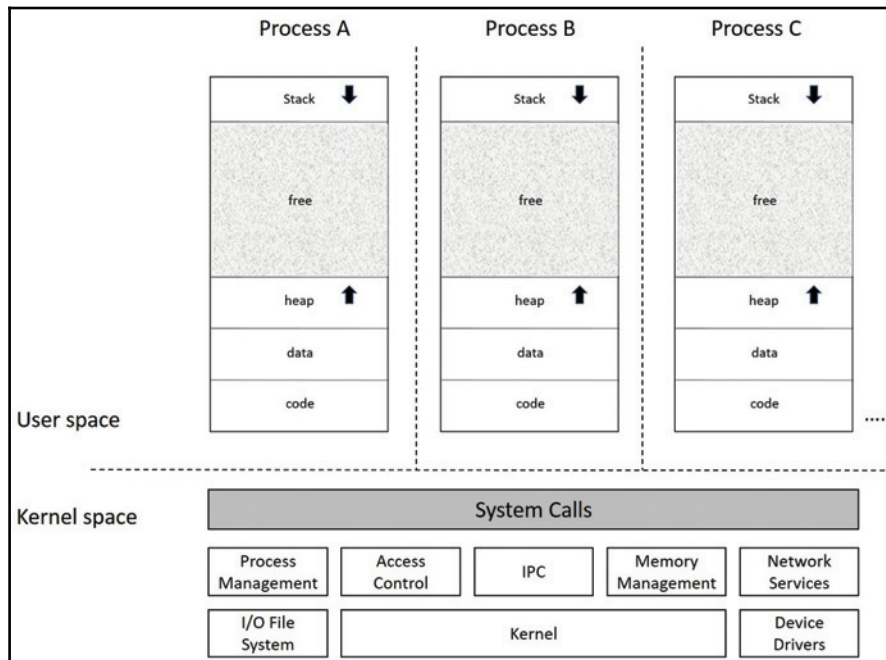 Process A
Process B
Process C
Stack
Stack
Stack
free
free
free
heap
heap
heap
data
data
data
code
code
code
User space
....
Kernel space
System Calls
Process
Management
Access
Control
IPC
Memory
Management
Network
Services
I/O File
System
Kernel
Device
Drivers